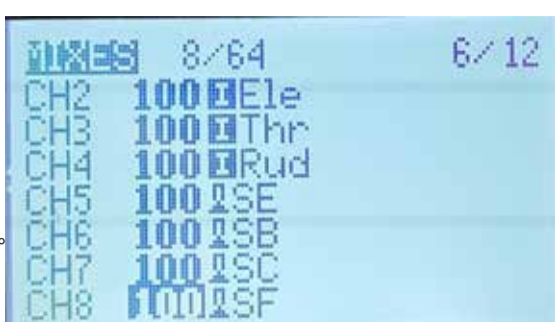 MIXES 8/64 6/12
CH2 100 I Ele
CH3 100 I Thr
CH4 100 I Rud
CH5 100 SE
CH6 100 SB
CH7 100 SC
CH8 100 SF